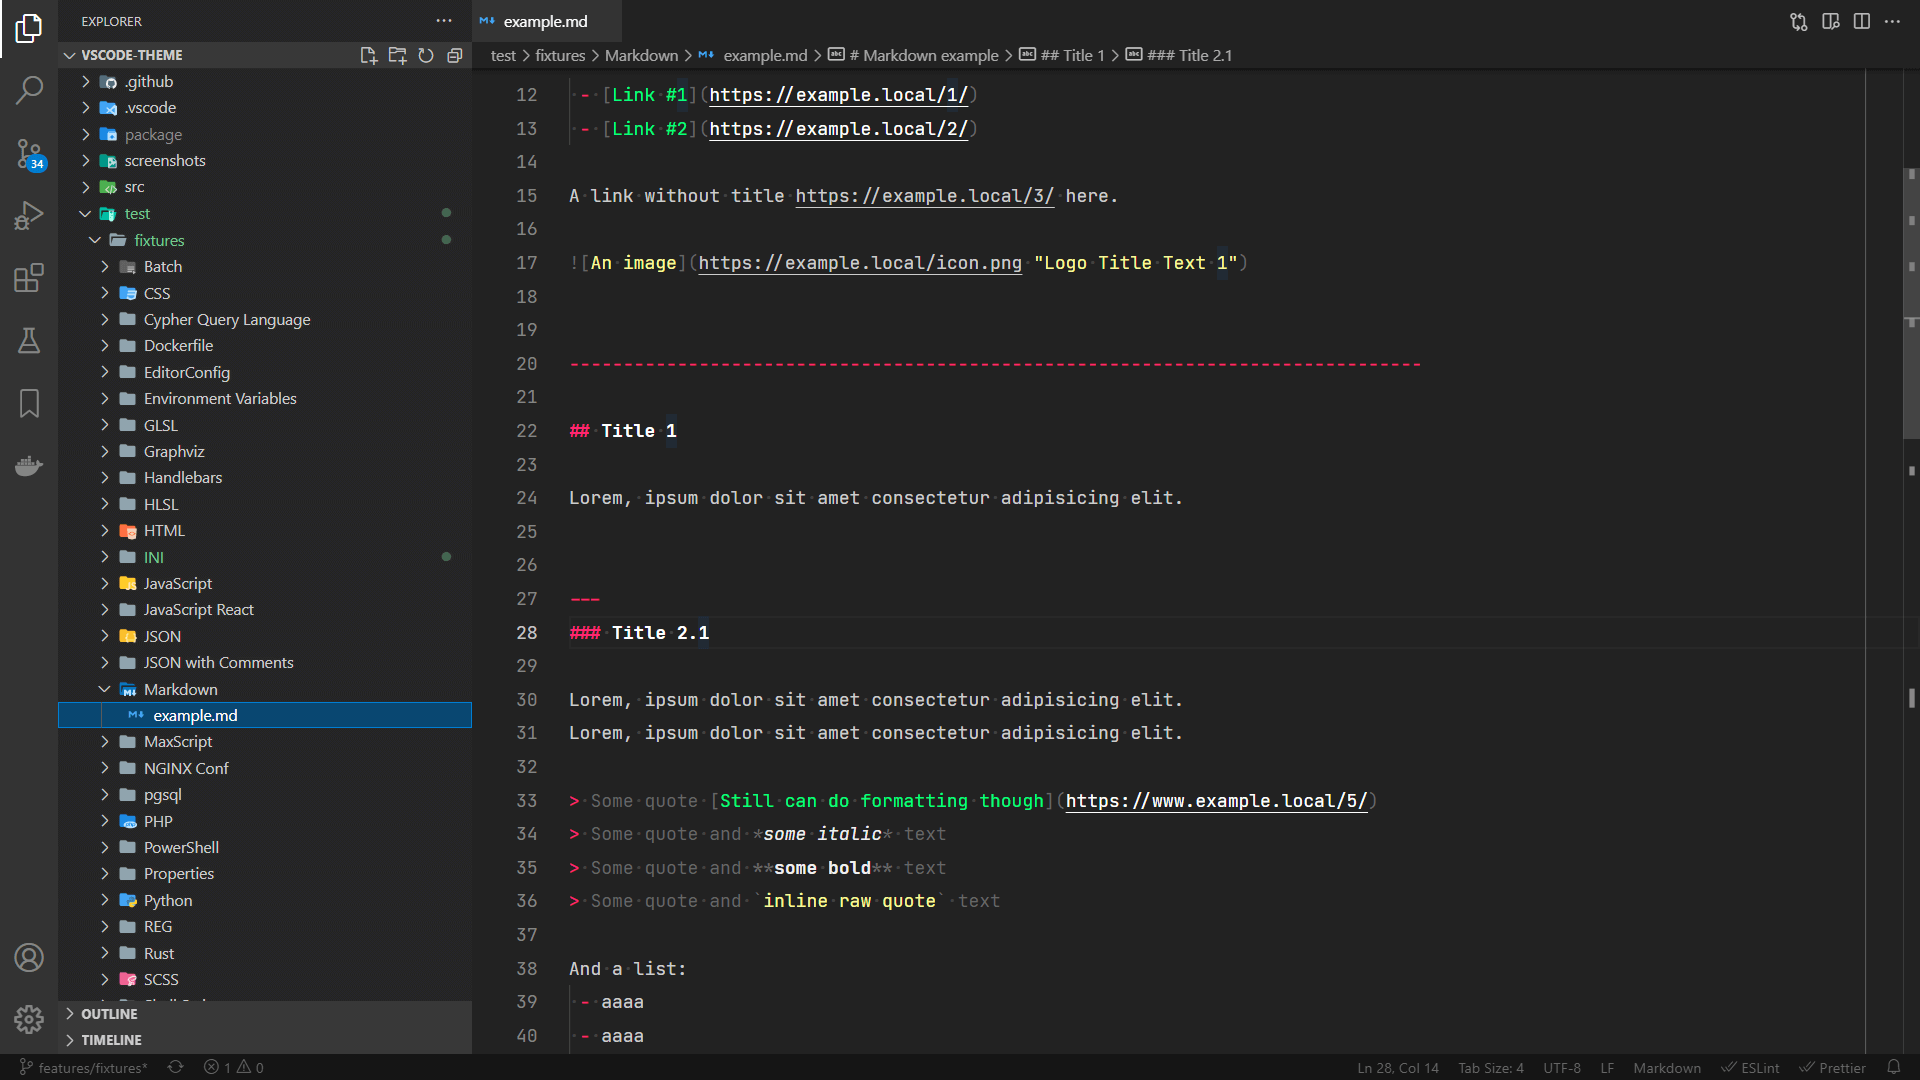 EXPLORER
VSCODE-THEME
.github
.vscode
package
screenshots
src
test
fixtures
Batch
CSS
Cypher Query Language
Dockerfile
EditorConfig
Environment Variables
GLSL
Graphviz
Handlebars
HLSL
HTML
INI
JavaScript
JavaScript React
JSON
JSON with Comments
Markdown
example.md
MaxScript
NGINX Conf
pgsql
PHP
PowerShell
Properties
Python
REG
Rust
SCSS
OUTLINE
TIMELINE
34
example.md
test > fixtures > Markdown > example.md > # Markdown example > ## Title 1 > ### Title 2.1
12 - [Link #1](https://example.local/1/)
13 - [Link #2](https://example.local/2/)
14
15 A link without title https://example.local/3/ here.
16
17 ![An image](https://example.local/icon.png "Logo Title Text 1")
18
19
20 -------------------------------------------------------------------------------
21
22 ## Title 1
23
24 Lorem, ipsum dolor sit amet consectetur adipisicing elit.
25
26
27 ---
28 ### Title 2.1
29
30 Lorem, ipsum dolor sit amet consectetur adipisicing elit.
31 Lorem, ipsum dolor sit amet consectetur adipisicing elit.
32
33 > Some quote [Still can do formatting though](https://www.example.local/5/)
34 > Some quote and *some italic* text
35 > Some quote and **some bold** text
36 > Some quote and `inline raw quote` text
37
38 And a list:
39 - aaaa
40 - aaaa
features/fixtures* 1 0 Ln 28, Col 14 Tab Size: 4 UTF-8 LF Markdown ESLint Prettier